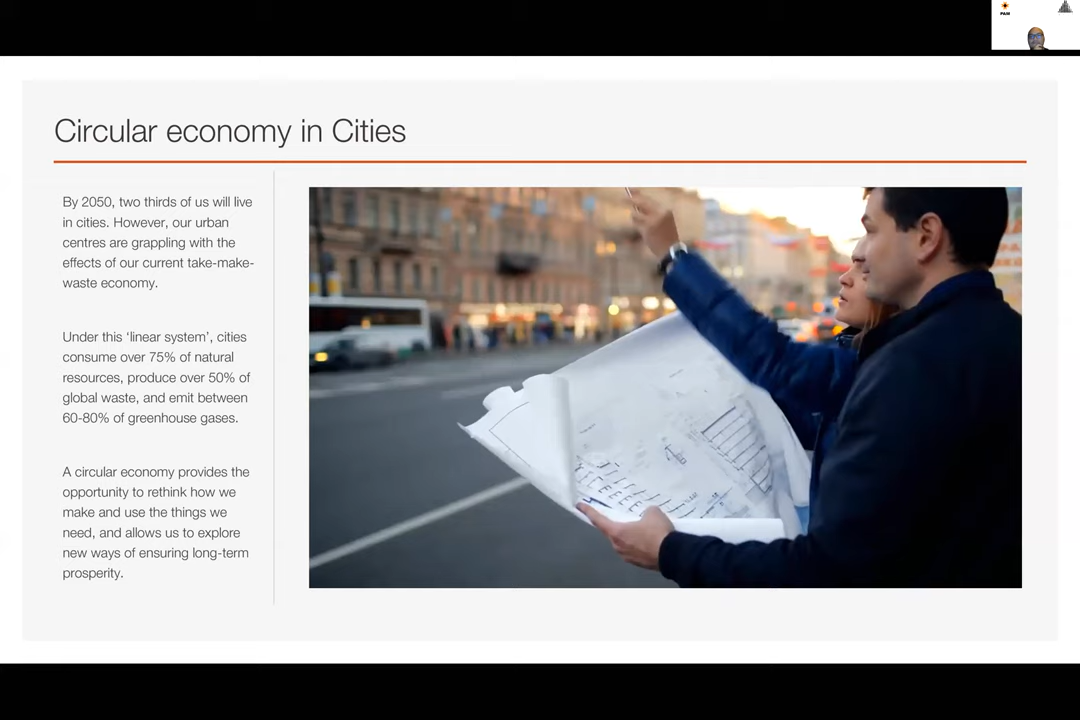 PAM
Circular economy in Cities
By 2050, two thirds of us will live
in cities. However, our urban
centres are grappling with the
effects of our current take-make-
waste economy.
Under this ‘linear system’, cities
consume over 75% of natural
resources, produce over 50% of
global waste, and emit between
60-80% of greenhouse gases.
A circular economy provides the
opportunity to rethink how we
make and use the things we
need, and allows us to explore
new ways of ensuring long-term
prosperity.